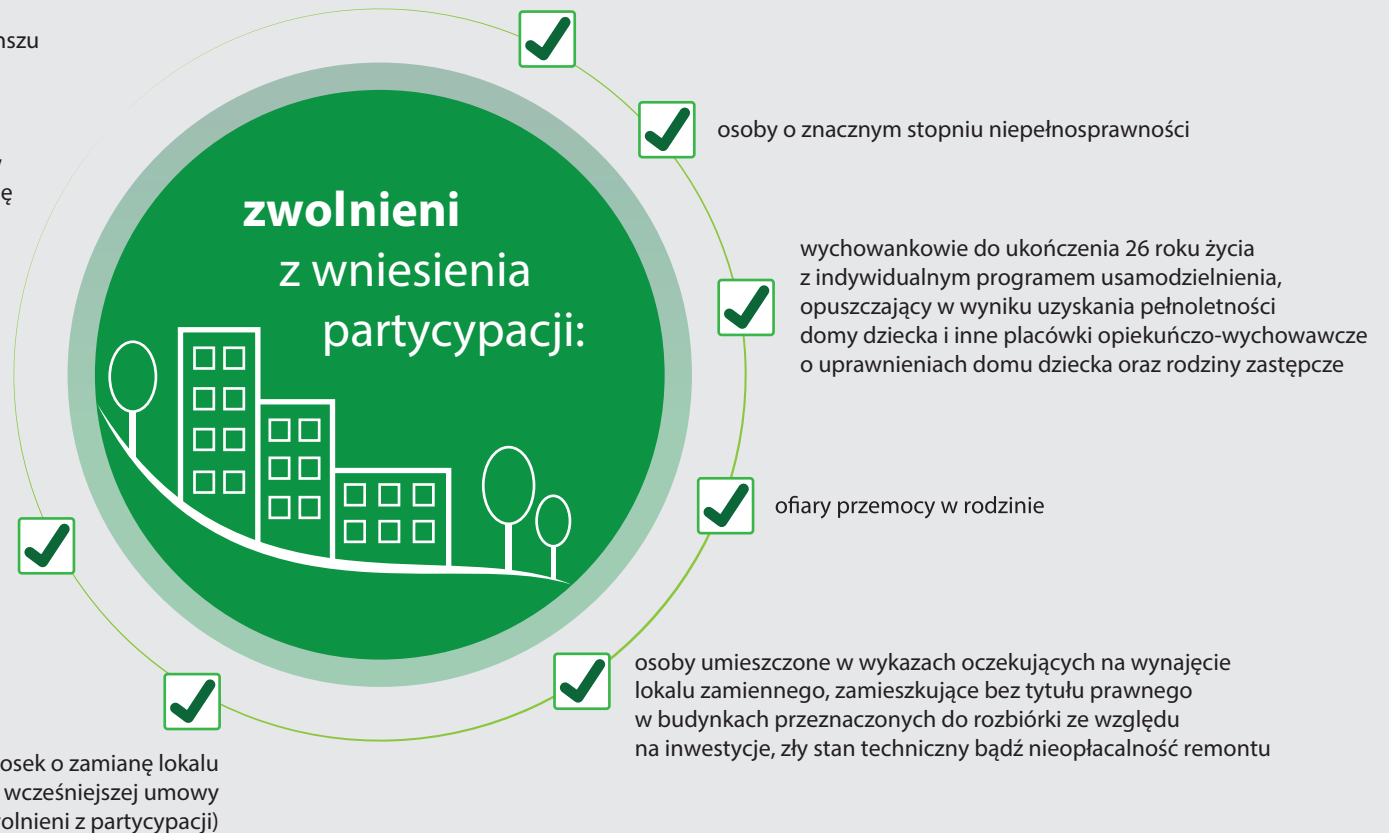 zwolnieni
z wniesienia
partycypacji:
osoby o znacznym stopniu niepełnosprawności
wychowankowie do ukończenia 26 roku życia
z indywidualnym programem usamodzielnienia,
opuszczający w wyniku uzyskania pełnoletności
domy dziecka i inne placówki opiekuńczo-wychowawcze
o uprawnieniach domu dziecka oraz rodziny zastępcze
ofiary przemocy w rodzinie
osoby umieszczone w wykazach oczekujących na wynajęcie
lokalu zamiennego, zamieszkujące bez tytułu prawnego
w budynkach przeznaczonych do rozbiórki ze względu
na inwestycje, zły stan techniczny bądź nieopłacalność remontu
o zamianę lokalu
wcześniejszej umowy
z partycypacji)